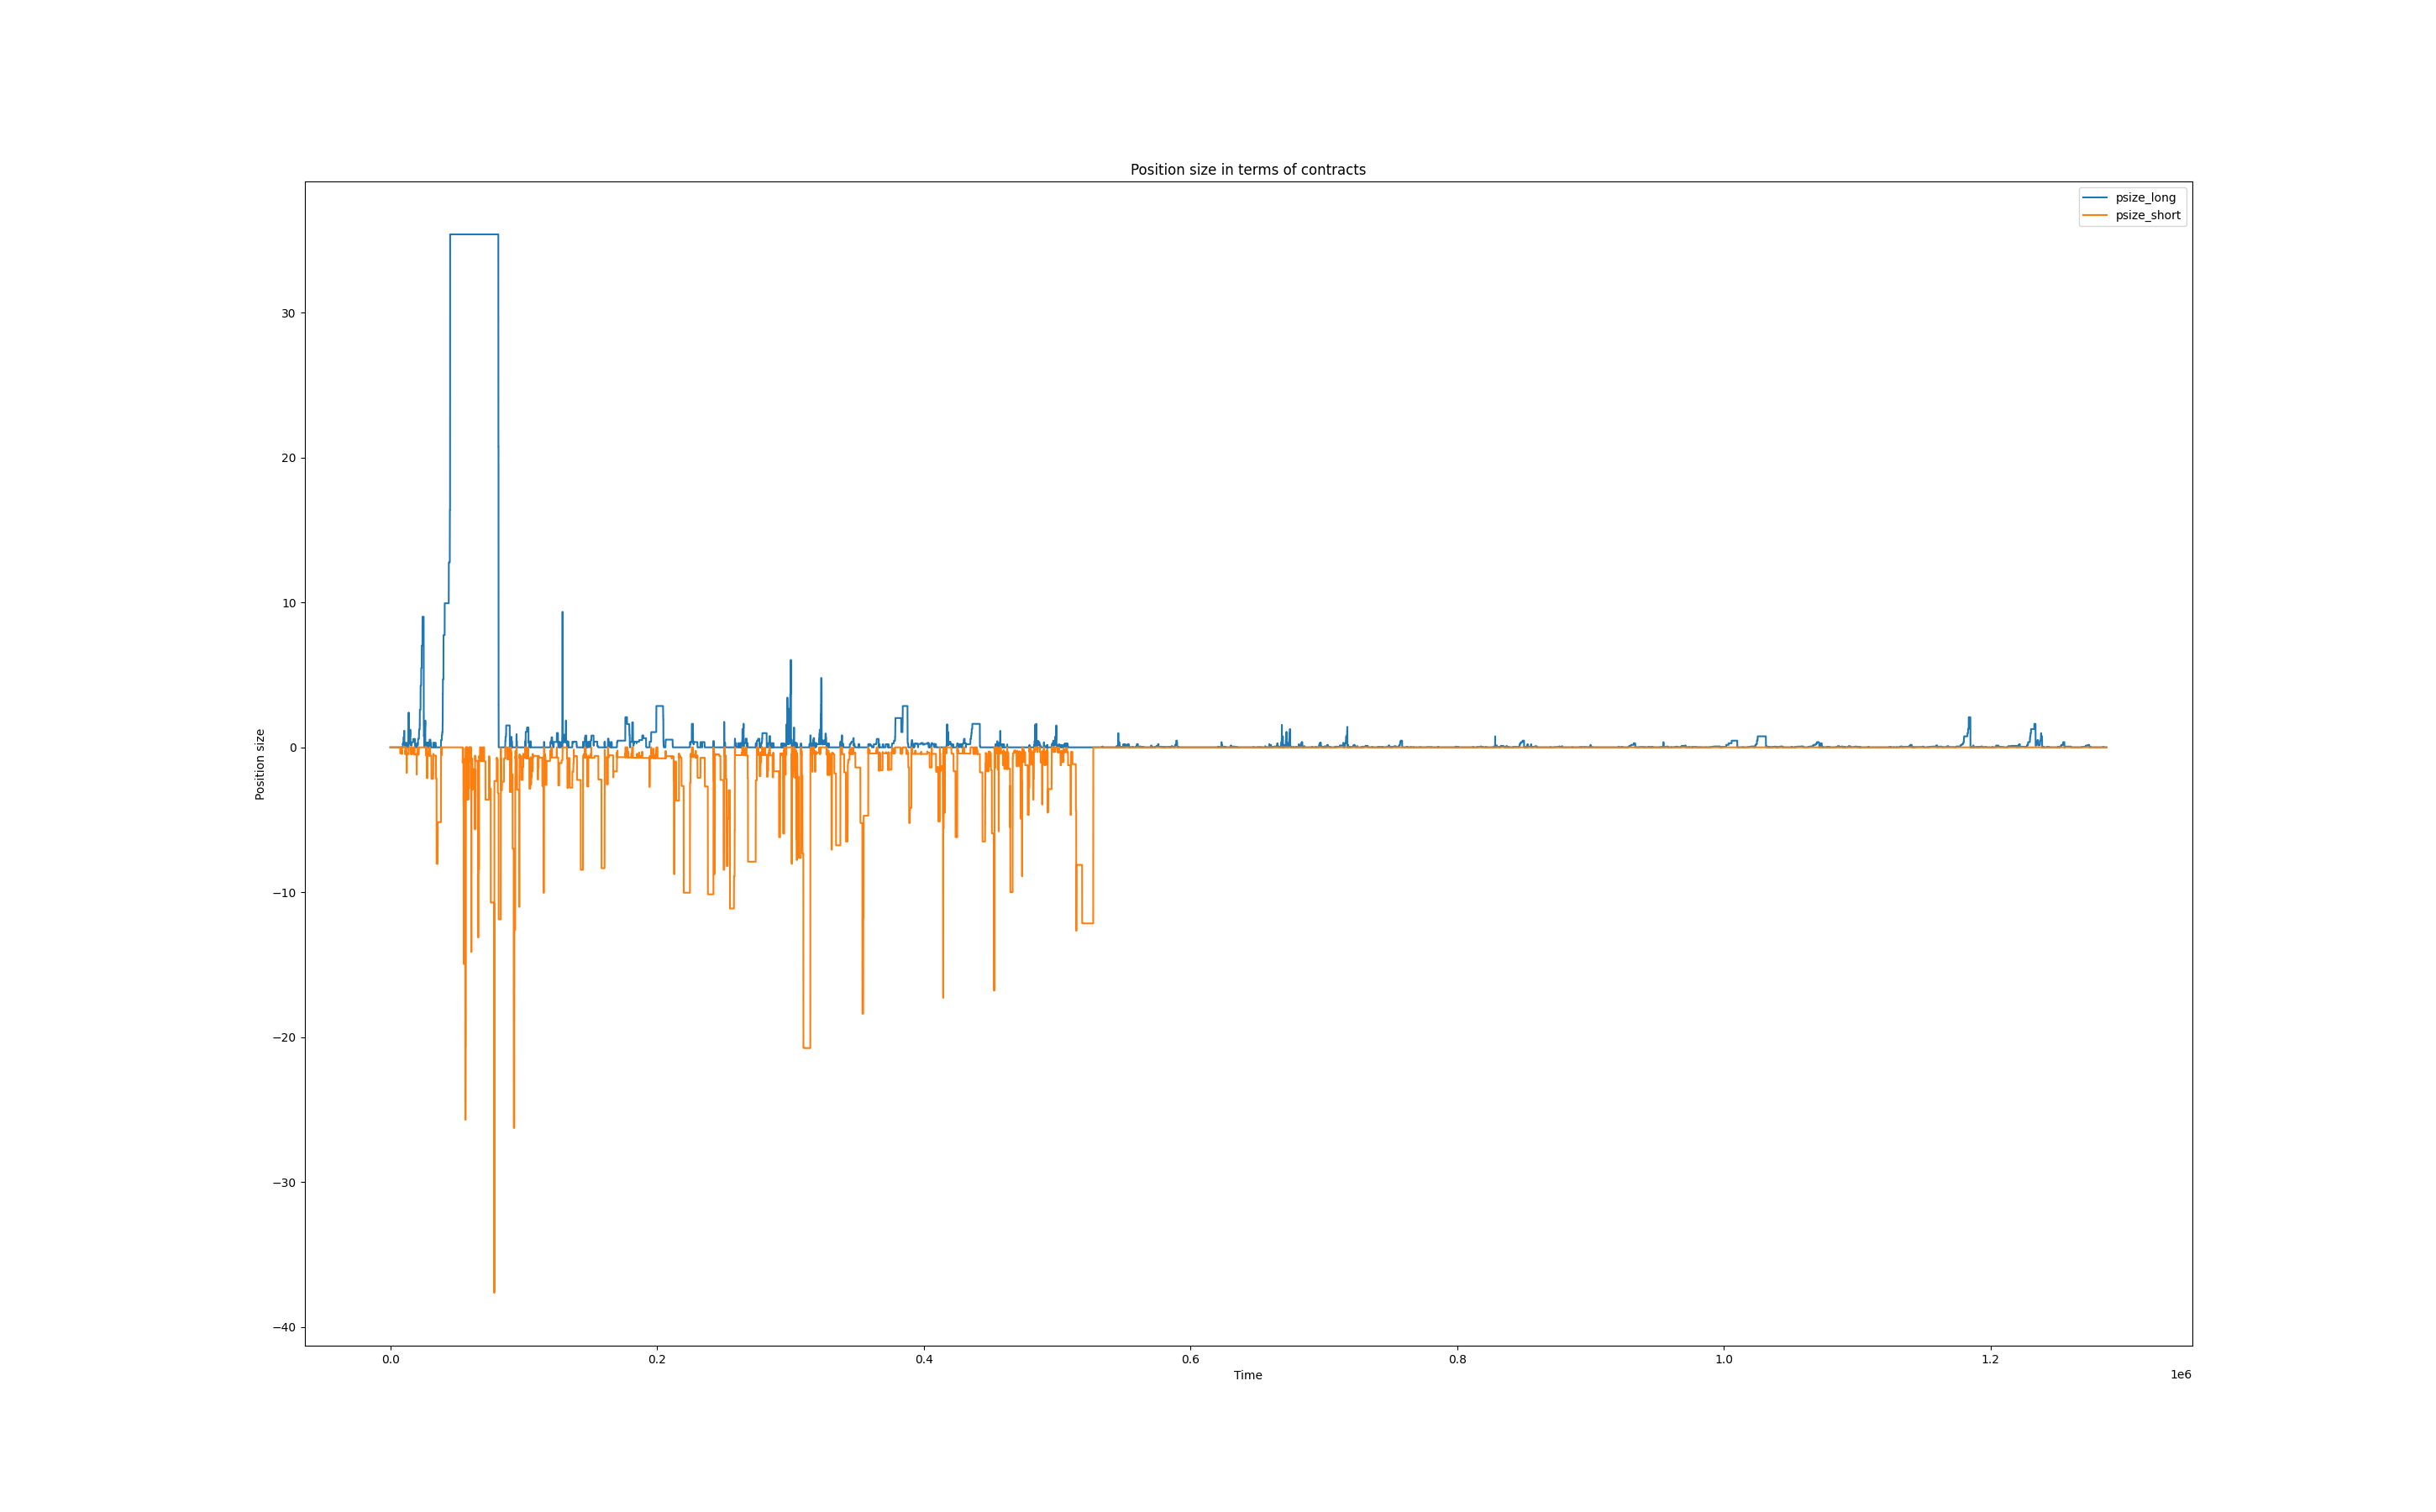 Position size in terms of contracts
psize_long
psize_short
Position size
30
20
10
0
−10
−20
−30
−40
0.0
0.2
0.4
0.6
0.8
1.0
1.2
Time
1e6